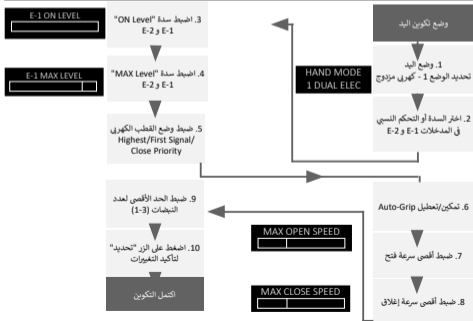 وضع تكوين اليد
1. وضع اليد
تحديد الوضع 1 - كهربى مزدوج
HAND MODE
1 DUAL ELEC
2. اختر السدة أو التحكم النسبي
فى المدخلات E-1 و E-2
3. اضبط سدة "ON Level"
E-1 و E-2
E-1 ON LEVEL
4. اضبط سدة "MAX Level"
E-1 و E-2
E-1 MAX LEVEL
5. ضبط وضع القطب الكهربى
Highest/First Signal/
Close Priority
6. تمكين/تعطيل Auto-Grip
7. ضبط أقصى سرعة فتح
MAX OPEN SPEED
8. ضبط أقصى سرعة إغلاق
MAX CLOSE SPEED
9. ضبط الحد الأقصى لعدد
النبضات (3-1)
10. اضغط على الزر "تحديد"
لتأكيد التغييرات
اكتمل التكوين